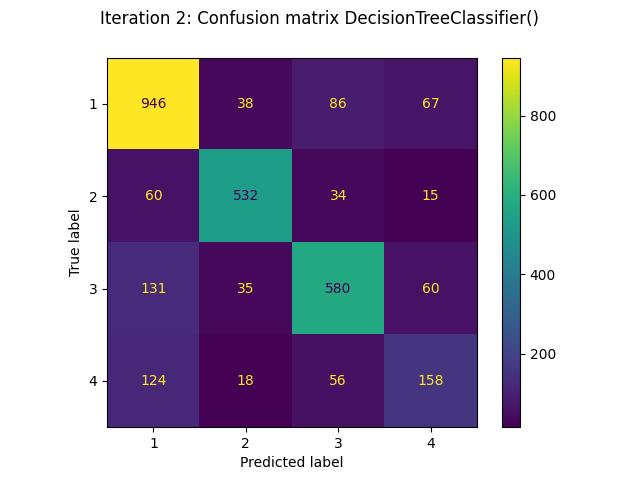 Iteration 2: Confusion matrix DecisionTreeClassifier()
1 946 38 86 67
2 60 532 34 15
3 131 35 580 60
4 124 18 56 158
1 2 3 4
True label
Predicted label
800
600
400
200